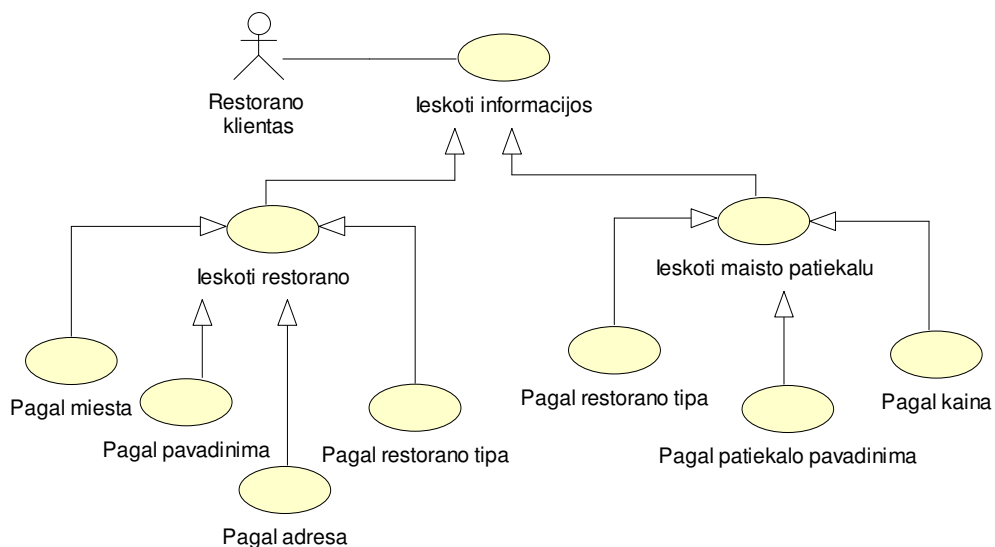 Restorano
klientas
Ieskoti informacijos
Ieskoti restorano
Ieskoti maisto patiekalu
Pagal miesta
Pagal pavadinima
Pagal adresa
Pagal restorano tipa
Pagal restorano tipa
Pagal patiekalo pavadinima
Pagal kaina